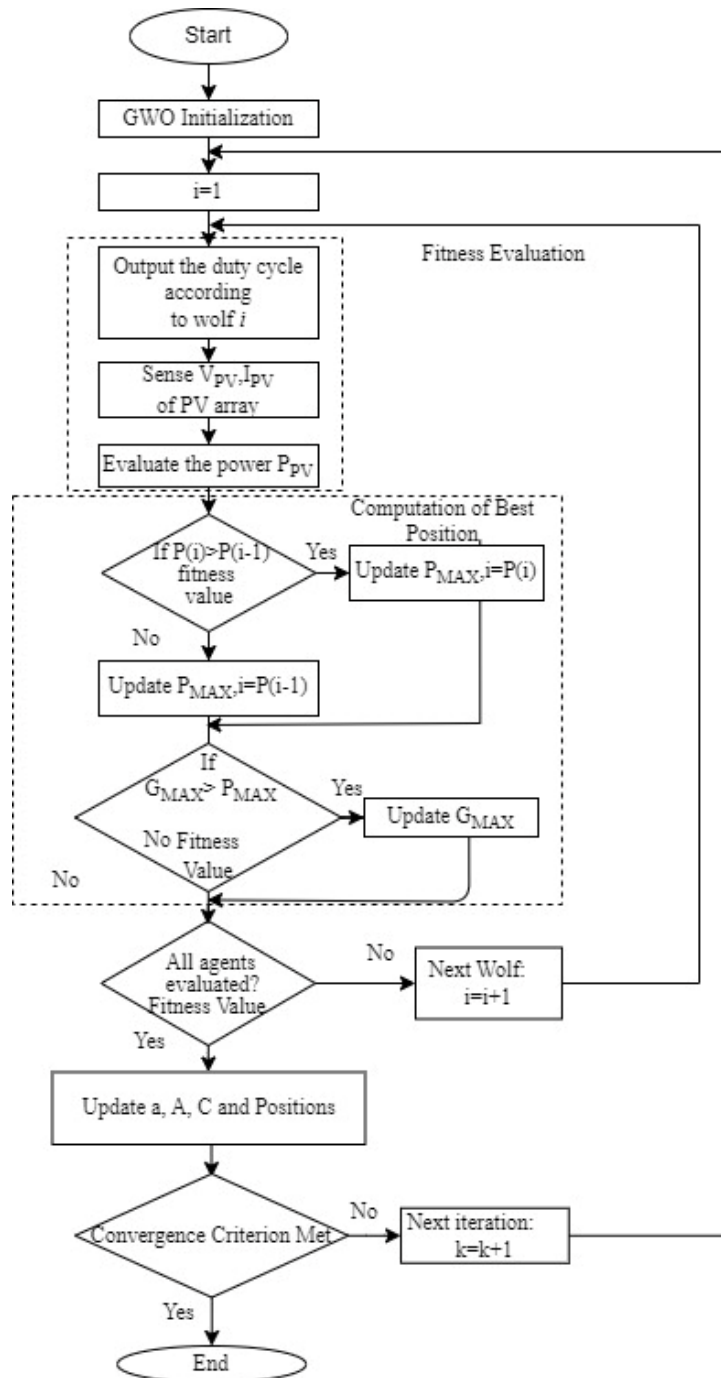 Start
GWO Initialization
i=1
Fitness Evaluation
Output the duty cycle
according
to wolf i
Sense VPV,IPV
of PV array
Evaluate the power PPV
Computation of Best
Position
If P(i)>P(i-1)
fitness
value
Yes
Update PMAX,i=P(i)
No
Update PMAX,i=P(i-1)
If
GMAX> PMAX
Yes
Update GMAX
No Fitness
Value
No
All agents
evaluated?
Fitness Value
No
Next Wolf:
i=i+1
Yes
Update a, A, C and Positions
Convergence Criterion Met
No
Next iteration:
k=k+1
Yes
End